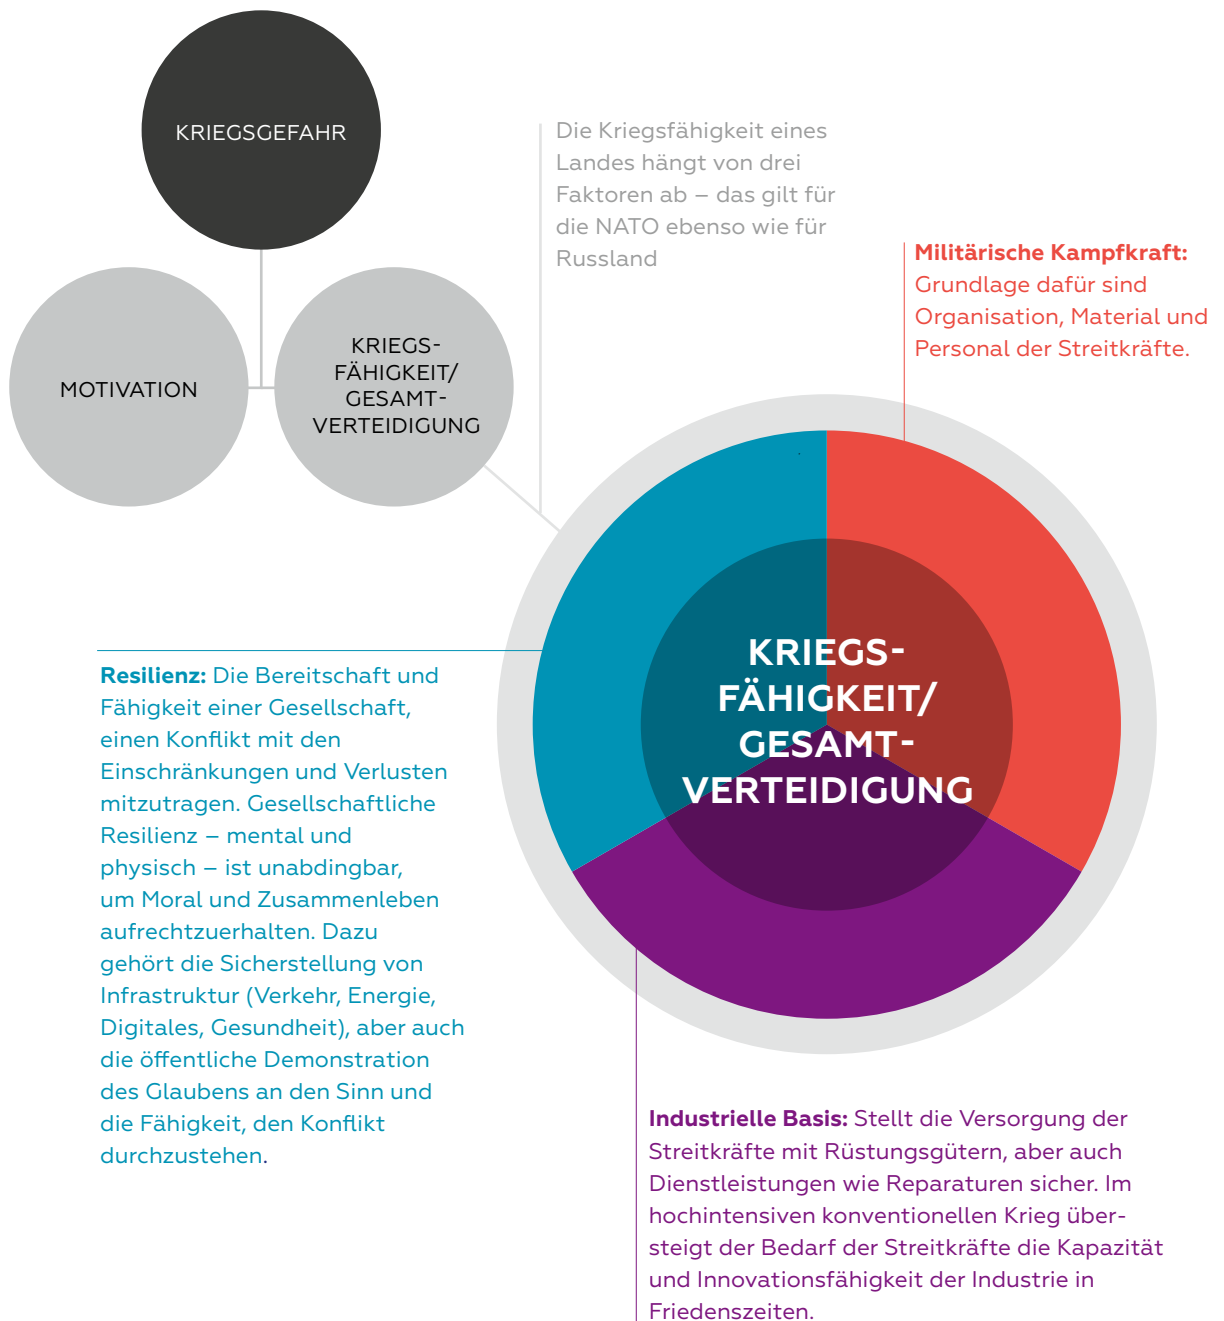 KRIEGSGEFAHR
MOTIVATION
KRIEGS-
FÄHIGKEIT/
GESAMT-
VERTEIDIGUNG
Die Kriegsfähigkeit eines
Landes hängt von drei
Faktoren ab – das gilt für
die NATO ebenso wie für
Russland
Militärische Kampfkraft:
Grundlage dafür sind
Organisation, Material und
Personal der Streitkräfte.
KRIEGS-
FÄHIGKEIT/
GESAMT-
VERTEIDIGUNG
Resilienz: Die Bereitschaft und
Fähigkeit einer Gesellschaft,
einen Konflikt mit den
Einschränkungen und Verlusten
mitzutragen. Gesellschaftliche
Resilienz – mental und
physisch – ist unabdingbar,
um Moral und Zusammenleben
aufrechtzuerhalten. Dazu
gehört die Sicherstellung von
Infrastruktur (Verkehr, Energie,
Digitales, Gesundheit), aber auch
die öffentliche Demonstration
des Glaubens an den Sinn und
die Fähigkeit, den Konflikt
durchzustehen.
Industrielle Basis: Stellt die Versorgung der
Streitkräfte mit Rüstungsgütern, aber auch
Dienstleistungen wie Reparaturen sicher. Im
hochintensiven konventionellen Krieg über-
steigt der Bedarf der Streitkräfte die Kapazität
und Innovationsfähigkeit der Industrie in
Friedenszeiten.